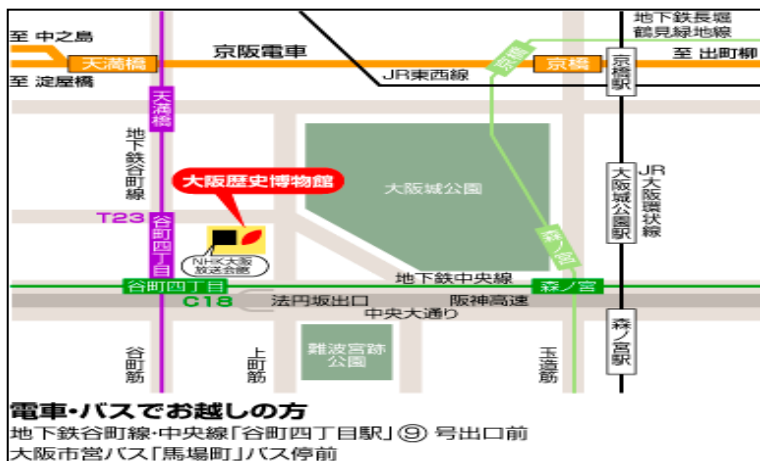 地下鉄長堀
鶴見緑地線
至 中之島
京阪電車
至 出町柳
天満橋
京橋
京橋
京橋駅
至 淀屋橋
JR東西線
天満橋
地下鉄谷町線
大阪歴史博物館
大阪城公園
大阪城公園駅
JR大阪環状線
T23
谷町四丁目
NHK大阪
放送会館
森ノ宮
地下鉄中央線
谷町四丁目
森ノ宮
C18
法円坂出口
阪神高速
中央大通り
森ノ宮駅
谷町筋
上町筋
難波宮跡
公園
玉造筋
電車・バスでお越しの方
地下鉄谷町線・中央線「谷町四丁目駅」⑨ 号出口前
大阪市営バス「馬場町」バス停前